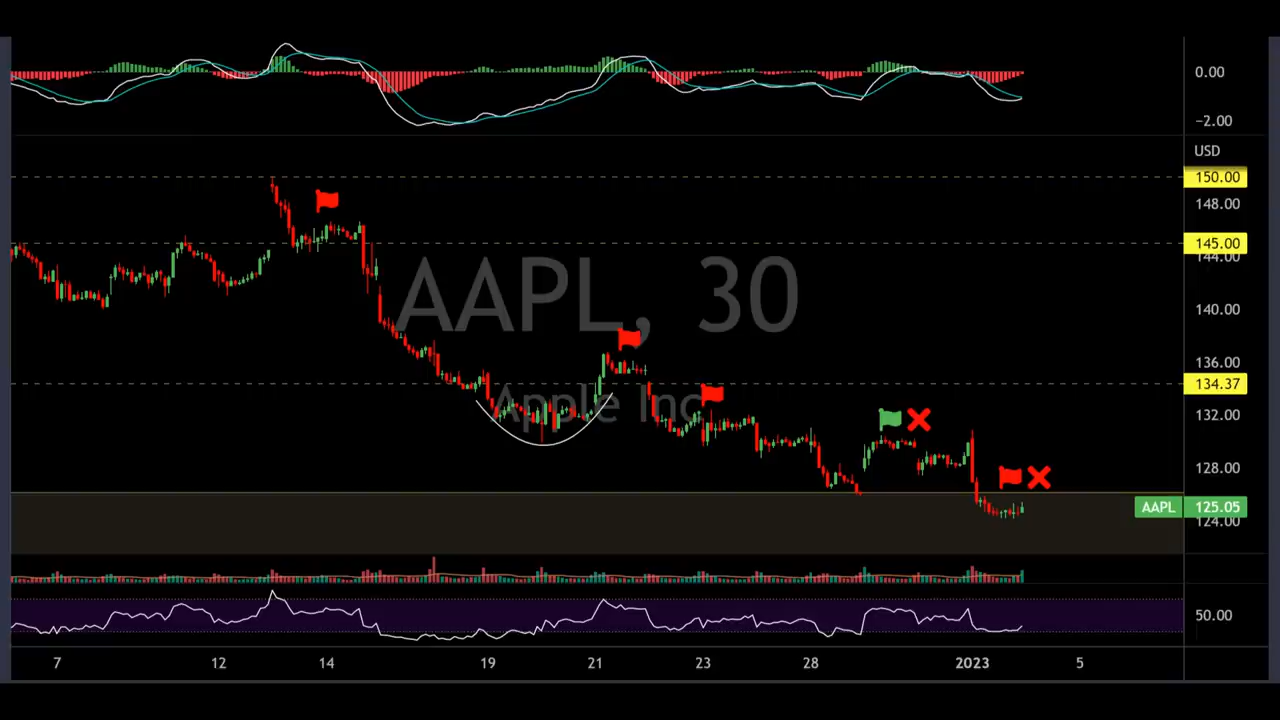 0.00
−2.00
USD
150.00
148.00
145.00
144.00
AAPL, 30
140.00
136.00
134.37
Apple Inc
132.00
128.00
AAPL 125.05
124.00
50.00
7 12 14 19 21 23 28 2023 5